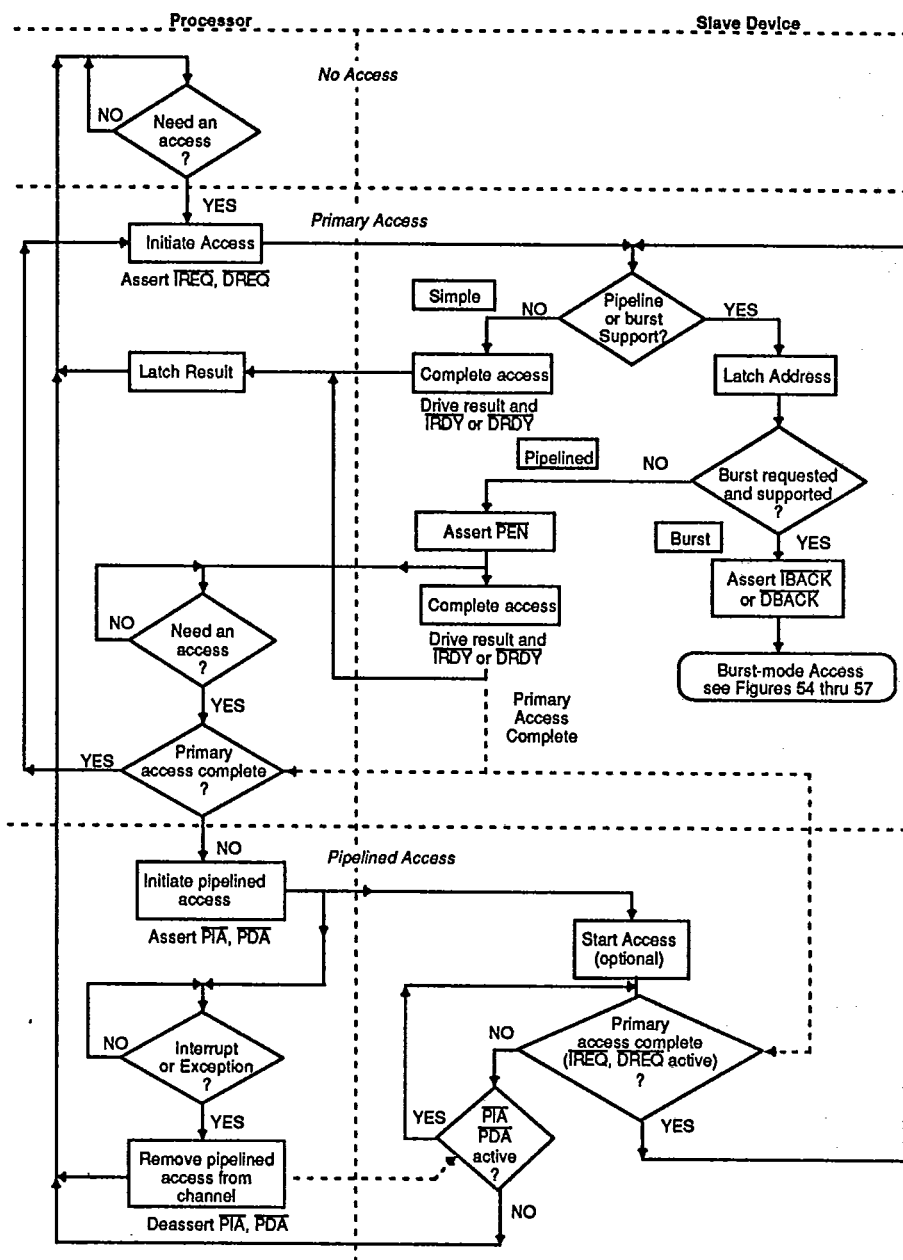 Processor
Slave Device
No Access
NO
Need an
access
?
YES
Primary Access
Initiate Access
Assert IREQ, DREQ
Simple
NO
Pipeline
or burst
Support?
YES
Latch Result
Complete access
Latch Address
Drive result and
IRDY or DRDY
Pipelined
NO
Burst requested
and supported
?
Assert PEN
Burst
YES
Assert IBACK
or DBACK
Complete access
NO
Need an
access
?
Drive result and
IRDY or DRDY
Burst-mode Access
see Figures 54 thru 57
YES
Primary
Access
Complete
YES
Primary
access complete
?
NO
Pipelined Access
Initiate pipelined
access
Assert PIA, PDA
Start Access
(optional)
NO
Interrupt
or Exception
?
NO
Primary
access complete
(IREQ, DREQ active)
?
YES
YES
PIA
PDA
active
?
YES
Remove pipelined
access from
channel
Deassert PIA, PDA
NO